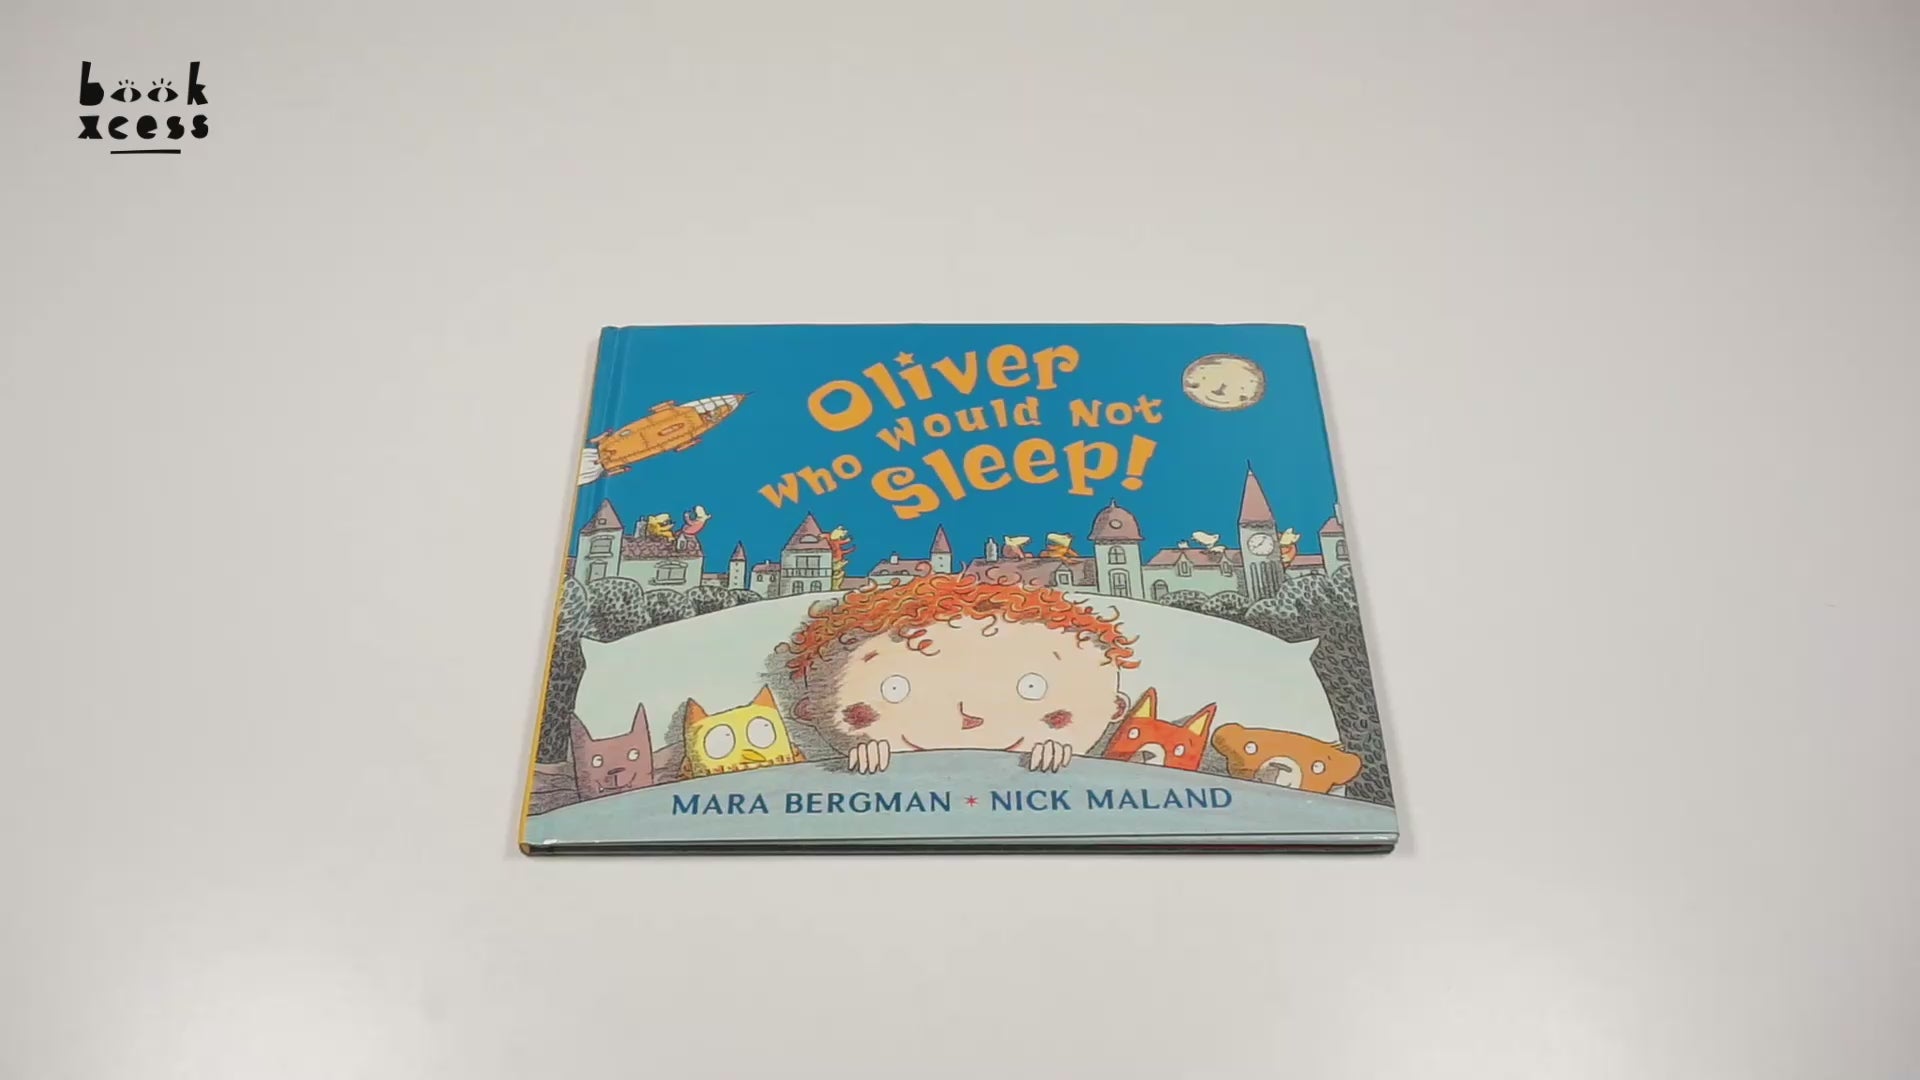 book
xcess
Oliver
Who Would Not
Sleep!
MARA BERGMAN * NICK MALAND